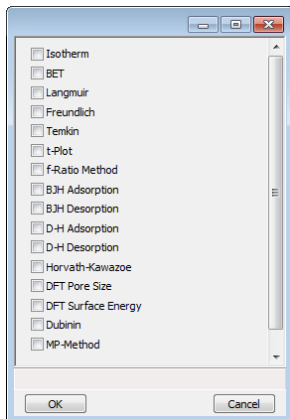 Isotherm
BET
Langmuir
Freundlich
Temkin
t-Plot
f-Ratio Method
BJH Adsorption
BJH Desorption
D-H Adsorption
D-H Desorption
Horvath-Kawazoe
DFT Pore Size
DFT Surface Energy
Dubinin
MP-Method
OK Cancel